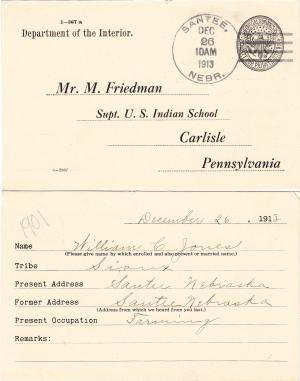 1-367 a
Department of the Interior.
SANTEE,
DEC
26
10AM
1913
NEBR.
Mr. M. Friedman
Supt. U. S. Indian School
Carlisle
Pennsylvania
December 26, 1913
1901
Name William C. Jones
(Please give name by which enrolled and also present or married name.)
Tribe Sioux
Present Address Santee Nebraska
Former Address Santee Nebraska
(Address from which we heard from you last.)
Present Occupation Farming
Remarks: